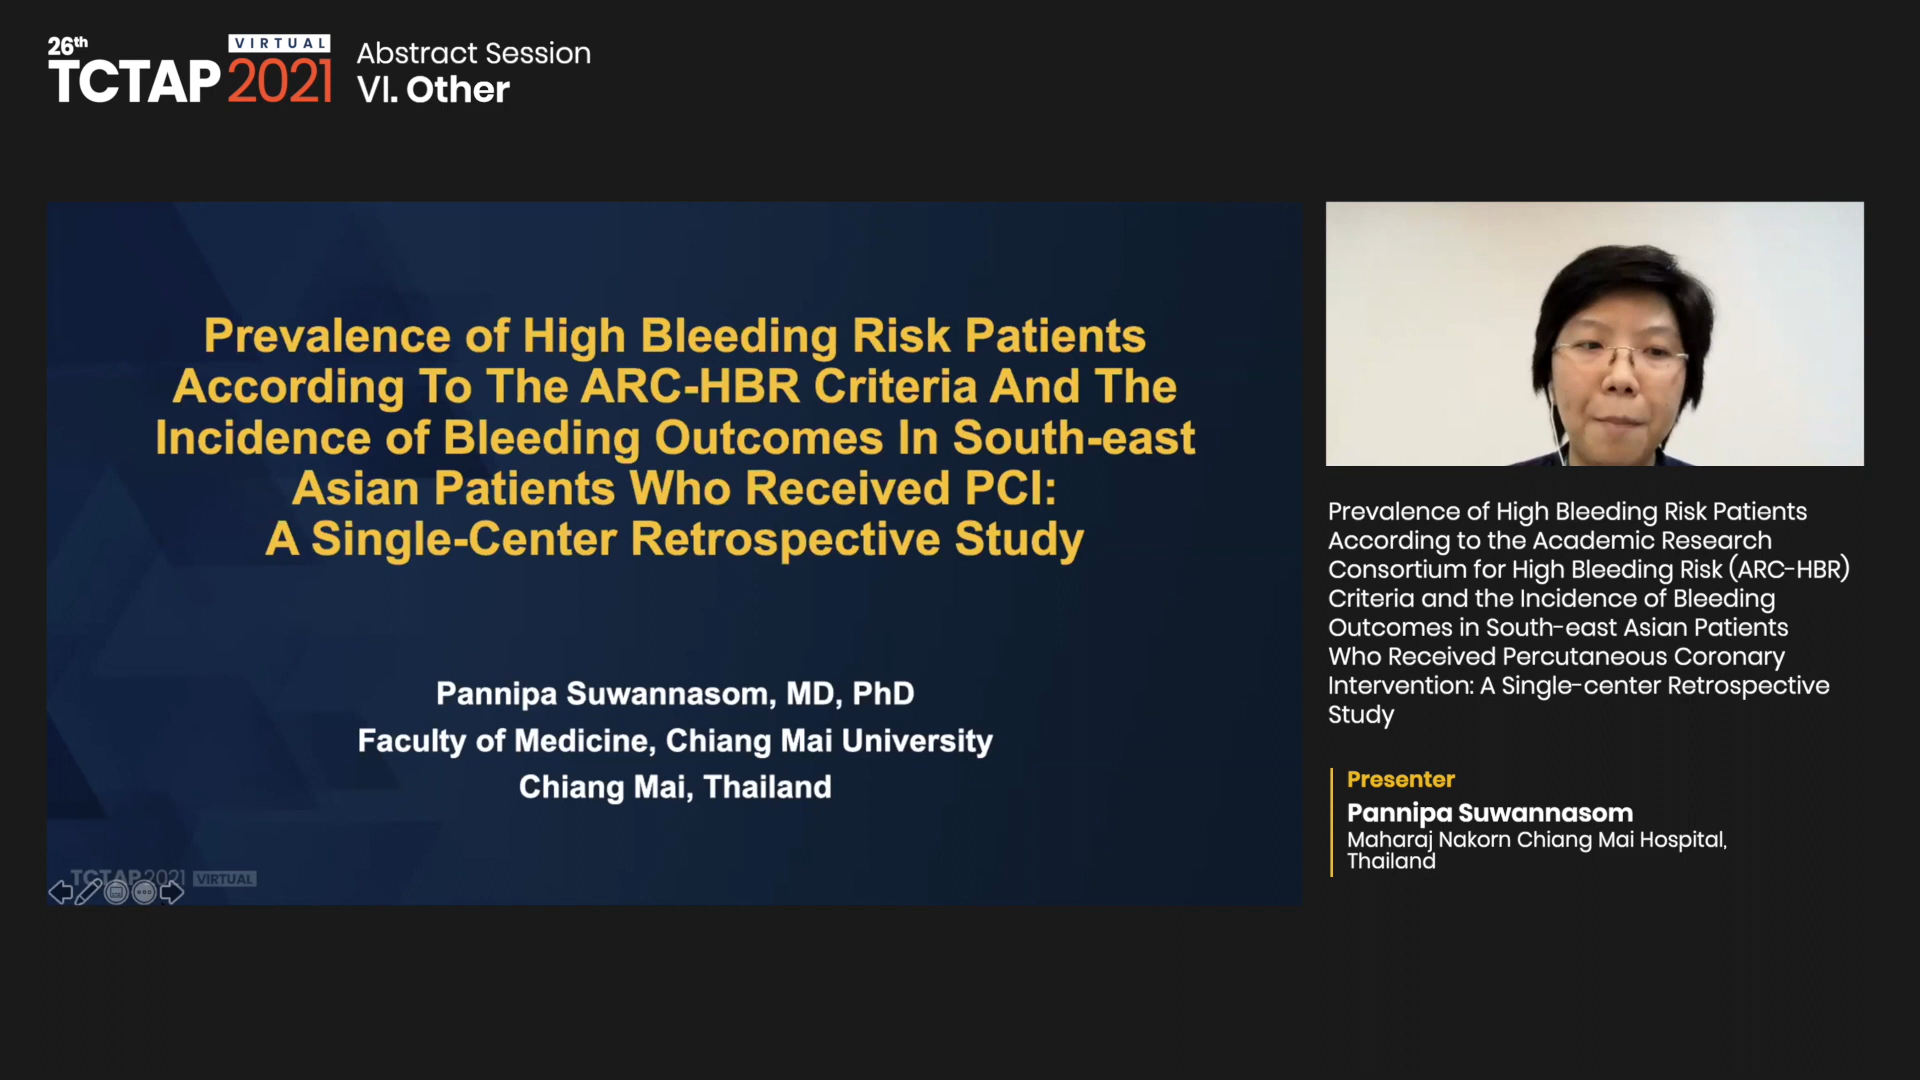 26th
VIRTUAL
TCTAP 2021
Abstract Session
VI. Other
Prevalence of High Bleeding Risk Patients
According To The ARC-HBR Criteria And The
Incidence of Bleeding Outcomes In South-east
Asian Patients Who Received PCI:
A Single-Center Retrospective Study
Pannipa Suwannasom, MD, PhD
Faculty of Medicine, Chiang Mai University
Chiang Mai, Thailand
TCTAP 2021 VIRTUAL
Prevalence of High Bleeding Risk Patients
According to the Academic Research
Consortium for High Bleeding Risk (ARC-HBR)
Criteria and the Incidence of Bleeding
Outcomes in South-east Asian Patients
Who Received Percutaneous Coronary
Intervention: A Single-center Retrospective
Study
Presenter
Pannipa Suwannasom
Maharaj Nakorn Chiang Mai Hospital,
Thailand